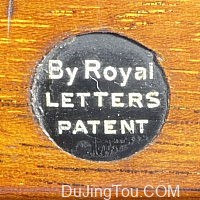 By Royal
LETTERS
PATENT
DuJingTou.COM